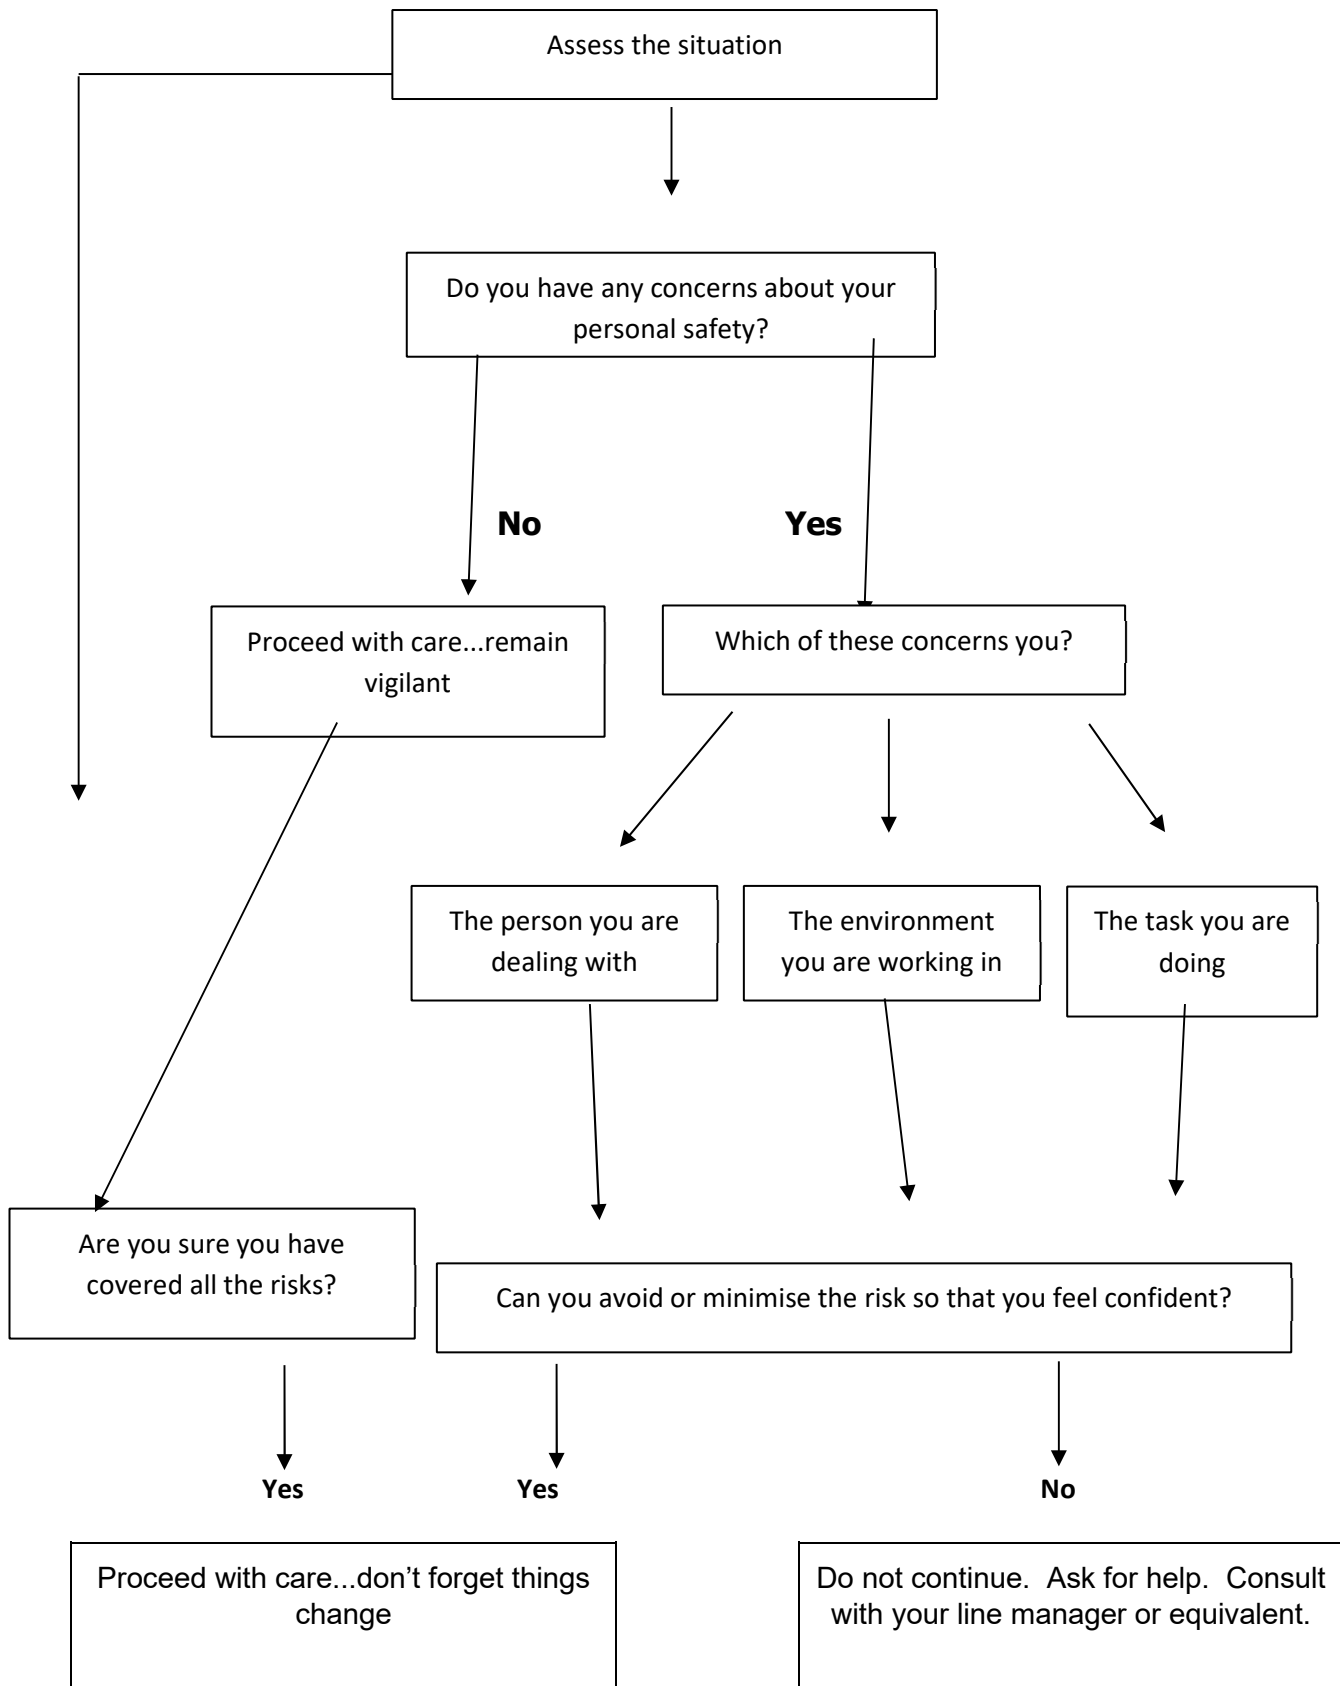 Assess the situation
Do you have any concerns about your
personal safety?
No
Yes
Proceed with care...remain
vigilant
Which of these concerns you?
The person you are
dealing with
The environment
you are working in
The task you are
doing
Are you sure you have
covered all the risks?
Can you avoid or minimise the risk so that you feel confident?
Yes
Yes
No
Proceed with care...don’t forget things
change
Do not continue.  Ask for help.  Consult
with your line manager or equivalent.